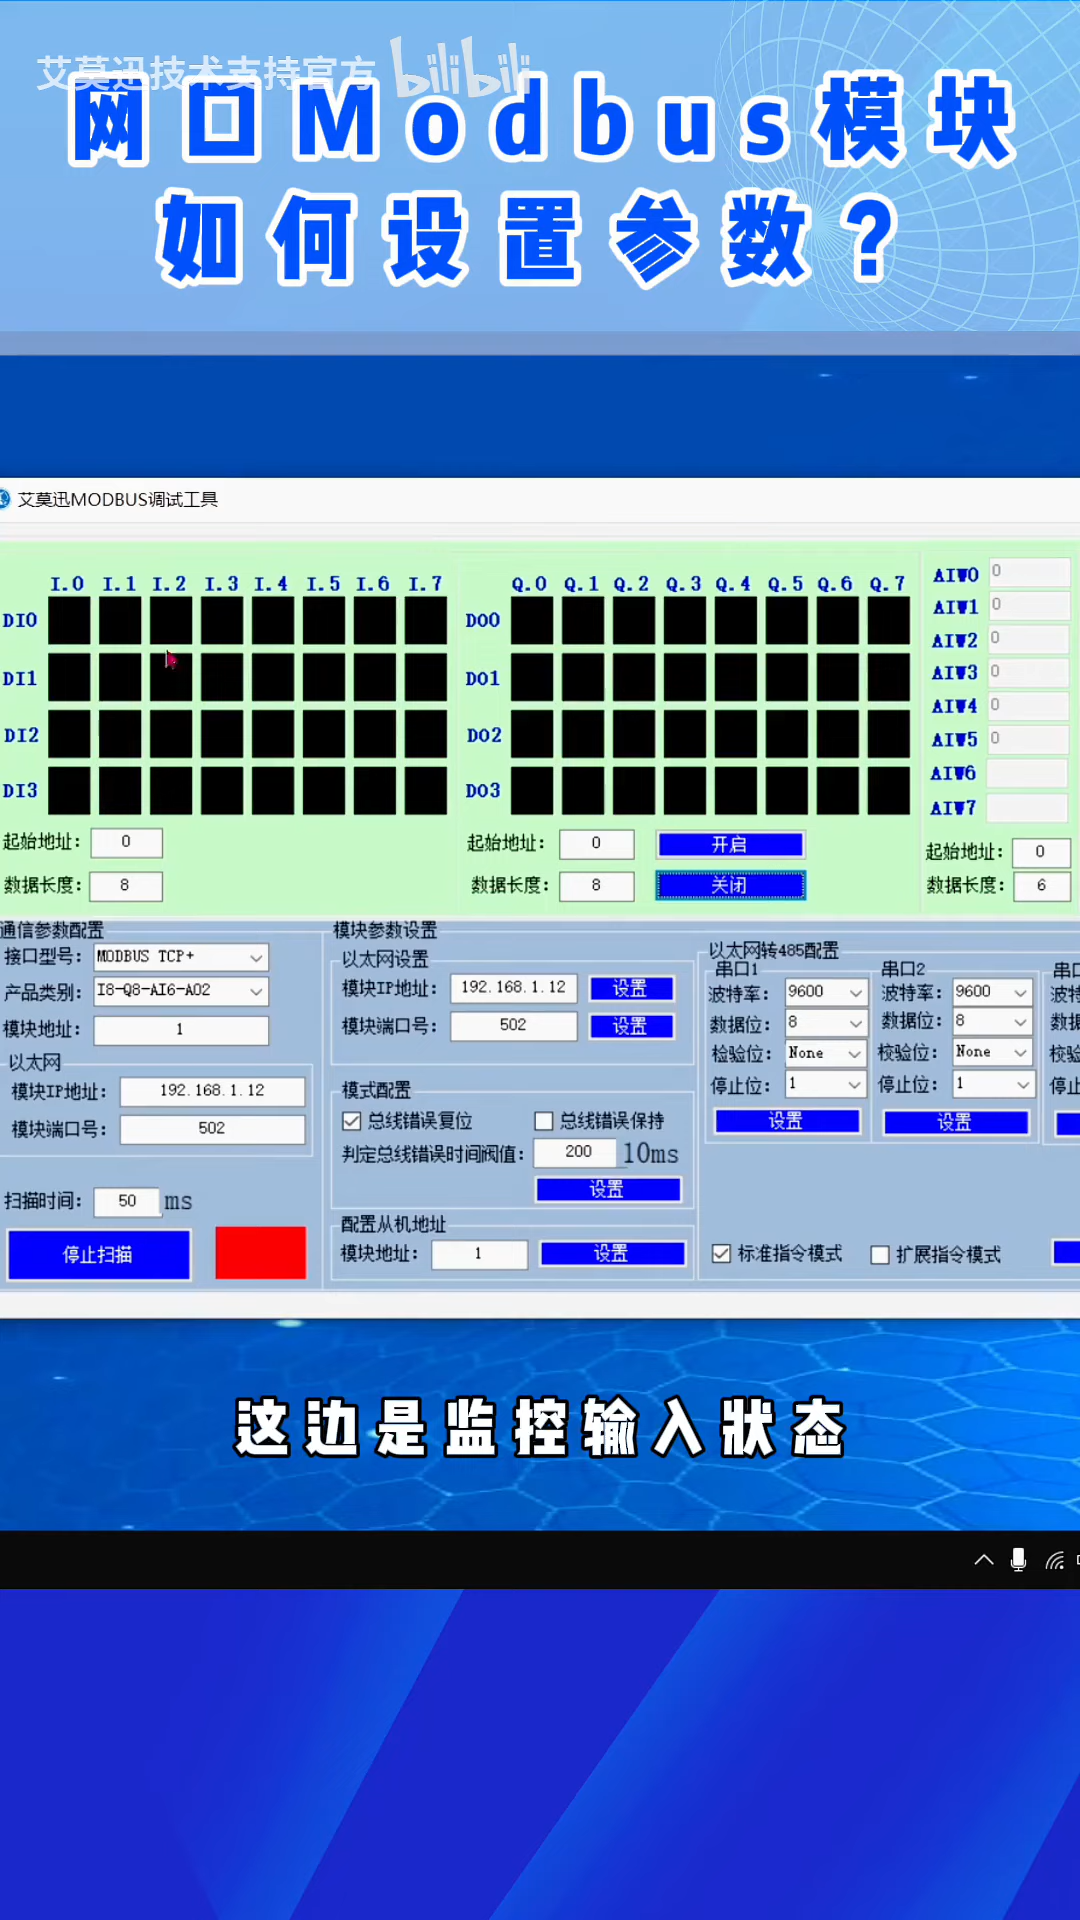 艾莫迅技术支持官方 bilibili
网口Modbus模块
如何设置参数？
艾莫迅MODBUS调试工具
I.0 I.1 I.2 I.3 I.4 I.5 I.6 I.7
Q.0 Q.1 Q.2 Q.3 Q.4 Q.5 Q.6 Q.7
DI0
DI1
DI2
DI3
起始地址： 0
数据长度： 8
DO0
DO1
DO2
DO3
起始地址： 0 开启
数据长度： 8 关闭
AIW0 0
AIW1 0
AIW2 0
AIW3 0
AIW4 0
AIW5 0
AIW6
AIW7
起始地址： 0
数据长度： 6
通信参数配置
接口型号： MODBUS TCP+
产品类别： I8-Q8-AI6-AO2
模块地址： 1
以太网
模块IP地址： 192.168.1.12
模块端口号： 502
扫描时间： 50 ms
停止扫描
模块参数设置
以太网设置
模块IP地址： 192.168.1.12 设置
模块端口号： 502 设置
模式配置
总线错误复位 总线错误保持
判定总线错误时间阀值： 200 10ms
设置
配置从机地址
模块地址： 1 设置
以太网转485配置
串口1
波特率： 9600
数据位： 8
检验位： None
停止位： 1
设置
串口2
波特率： 9600
数据位： 8
校验位： None
停止位： 1
设置
串口
波特
数据
校验
停止
标准指令模式 扩展指令模式
这边是监控输入状态